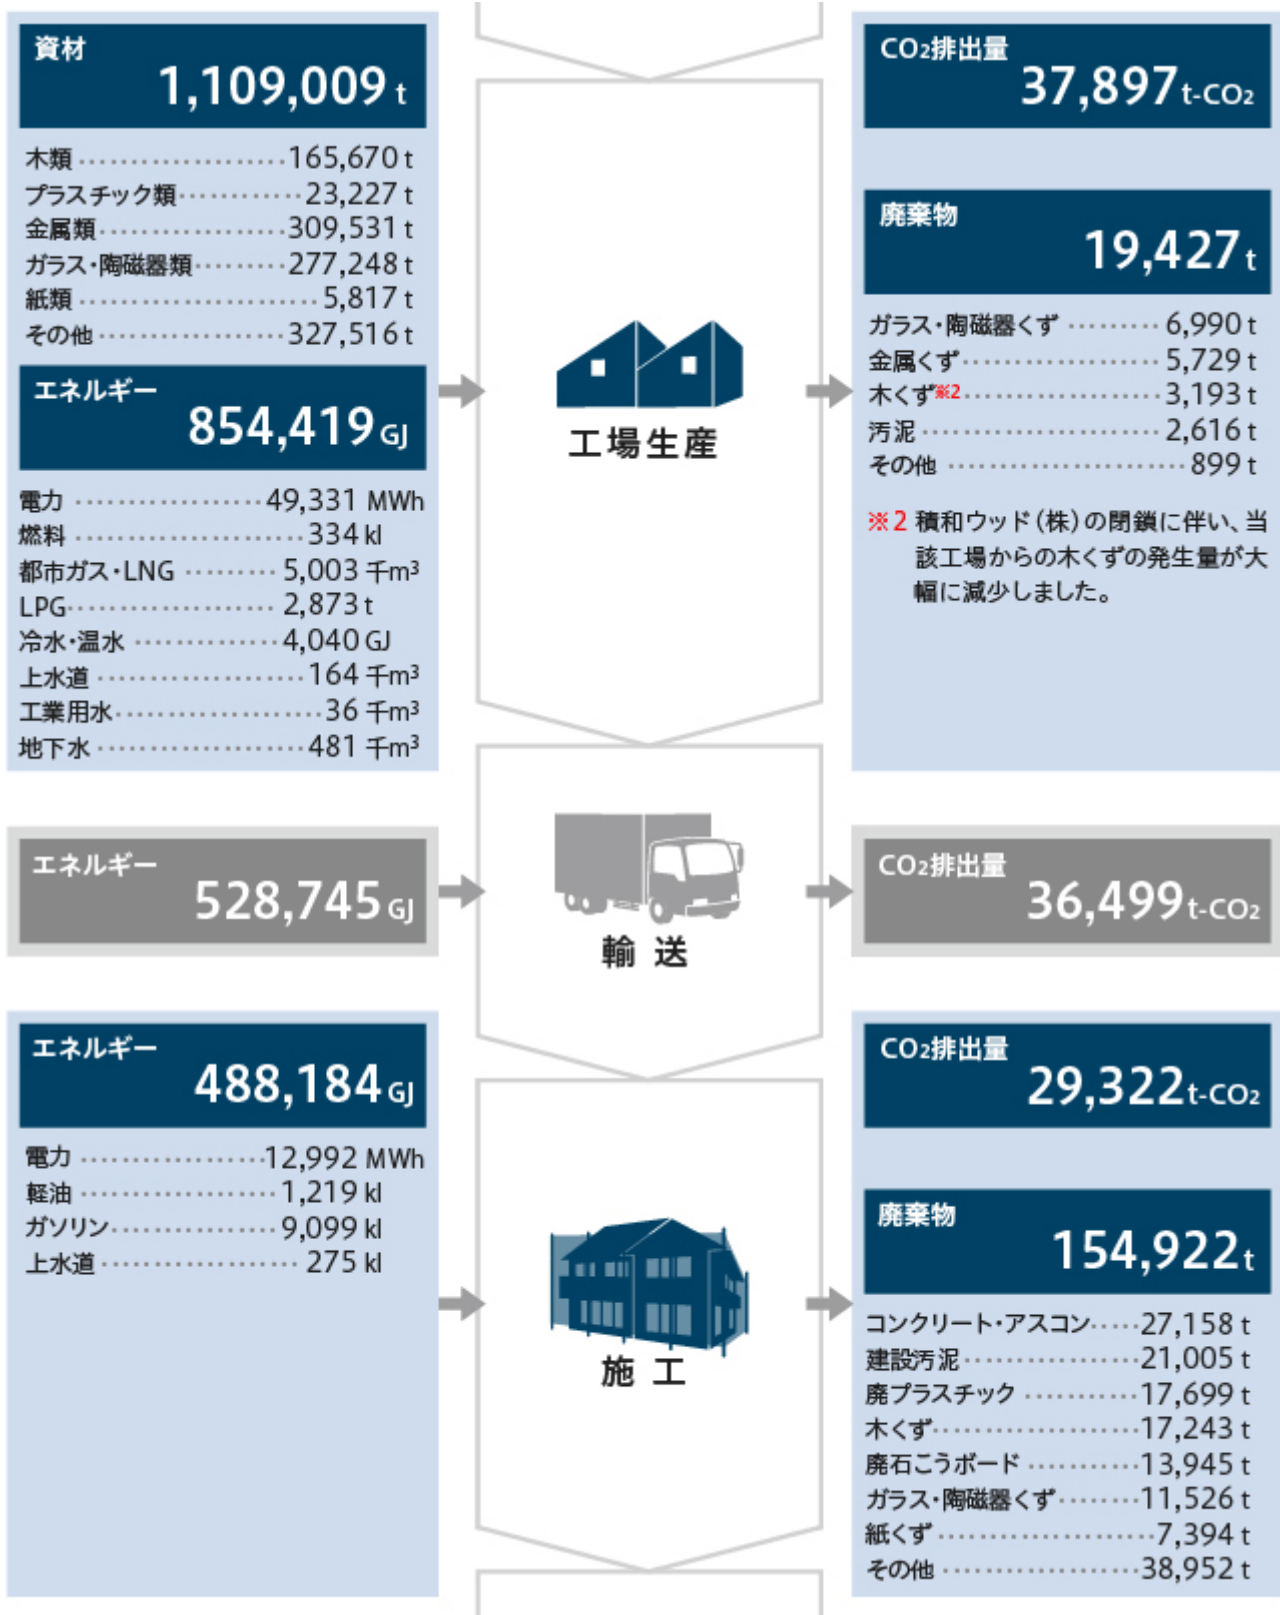 資材
1,109,009 t
木類 165,670 t
プラスチック類 23,227 t
金属類 309,531 t
ガラス・陶磁器類 277,248 t
紙類 5,817 t
その他 327,516 t
エネルギー
854,419 GJ
電力 49,331 MWh
燃料 334 kl
都市ガス・LNG 5,003 千m³
LPG 2,873 t
冷水・温水 4,040 GJ
上水道 164 千m³
工業用水 36 千m³
地下水 481 千m³
工場生産
CO₂排出量
37,897 t-CO₂
廃棄物
19,427 t
ガラス・陶磁器くず 6,990 t
金属くず 5,729 t
木くず※2 3,193 t
汚泥 2,616 t
その他 899 t
※2 積和ウッド(株)の閉鎖に伴い、当
該工場からの木くずの発生量が大
幅に減少しました。
エネルギー
528,745 GJ
輸送
CO₂排出量
36,499 t-CO₂
エネルギー
488,184 GJ
電力 12,992 MWh
軽油 1,219 kl
ガソリン 9,099 kl
上水道 275 kl
施工
CO₂排出量
29,322 t-CO₂
廃棄物
154,922 t
コンクリート・アスコン 27,158 t
建設汚泥 21,005 t
廃プラスチック 17,699 t
木くず 17,243 t
廃石こうボード 13,945 t
ガラス・陶磁器くず 11,526 t
紙くず 7,394 t
その他 38,952 t